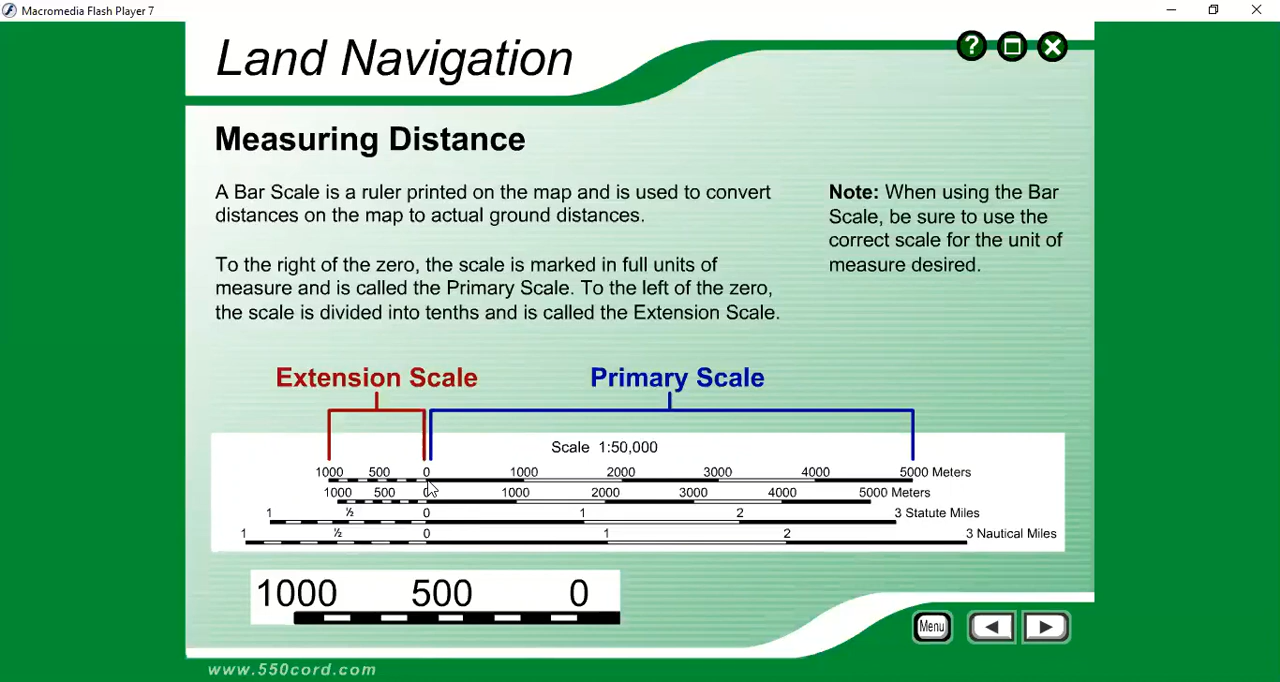 Macromedia Flash Player 7
Land Navigation
?
Measuring Distance
A Bar Scale is a ruler printed on the map and is used to convert
distances on the map to actual ground distances.
To the right of the zero, the scale is marked in full units of
measure and is called the Primary Scale. To the left of the zero,
the scale is divided into tenths and is called the Extension Scale.
Note: When using the Bar
Scale, be sure to use the
correct scale for the unit of
measure desired.
Extension Scale
Primary Scale
Scale 1:50,000
1000 500 0 1000 2000 3000 4000 5000 Meters
1000 500 0 1000 2000 3000 4000 5000 Meters
1 ½ 0 1 2 3 Statute Miles
1 ½ 0 1 2 3 Nautical Miles
1000 500 0
Menu
www.550cord.com